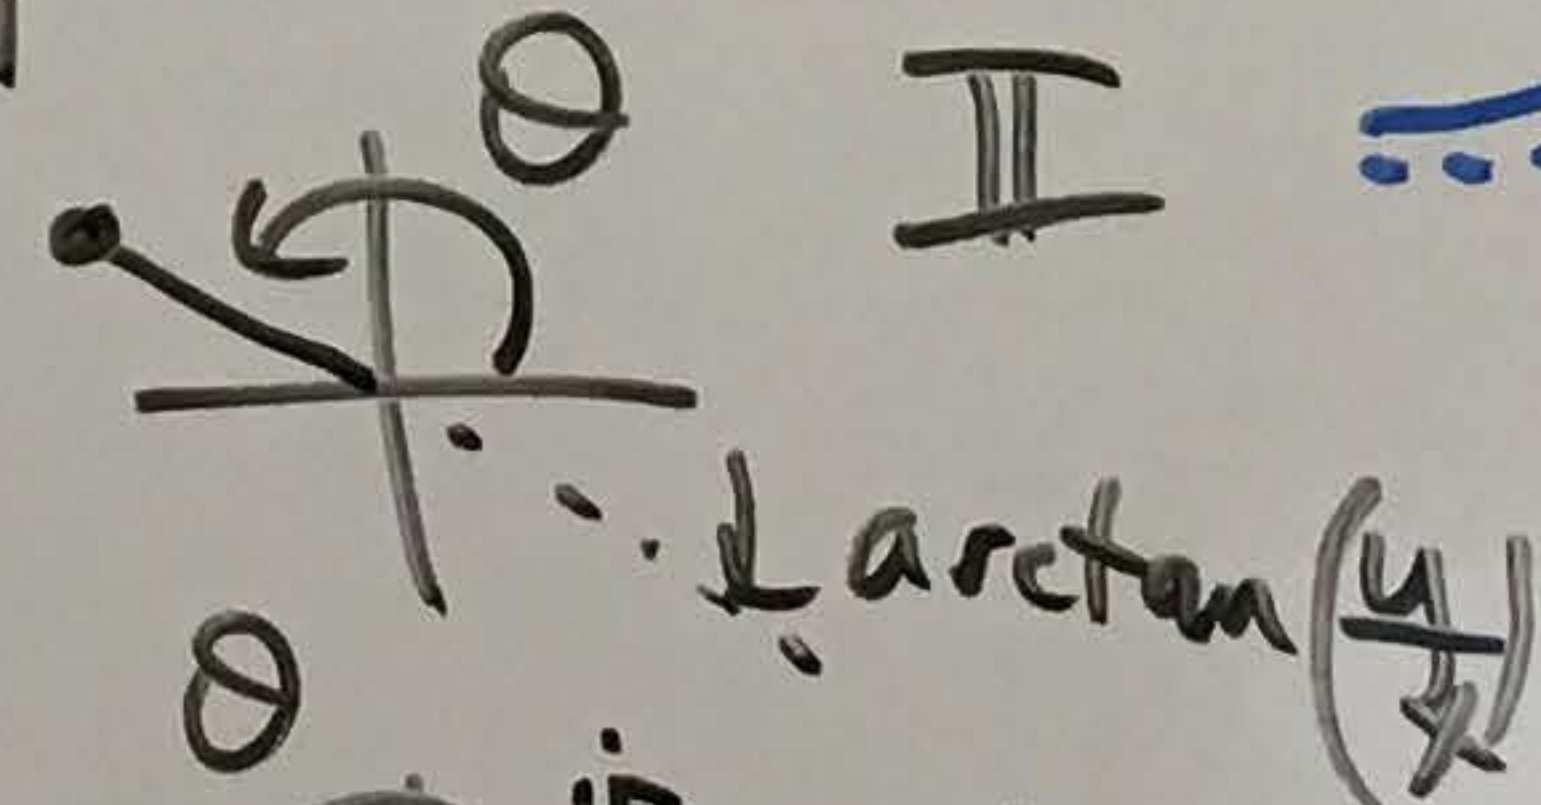 θ II
arctan(y/x)
θ